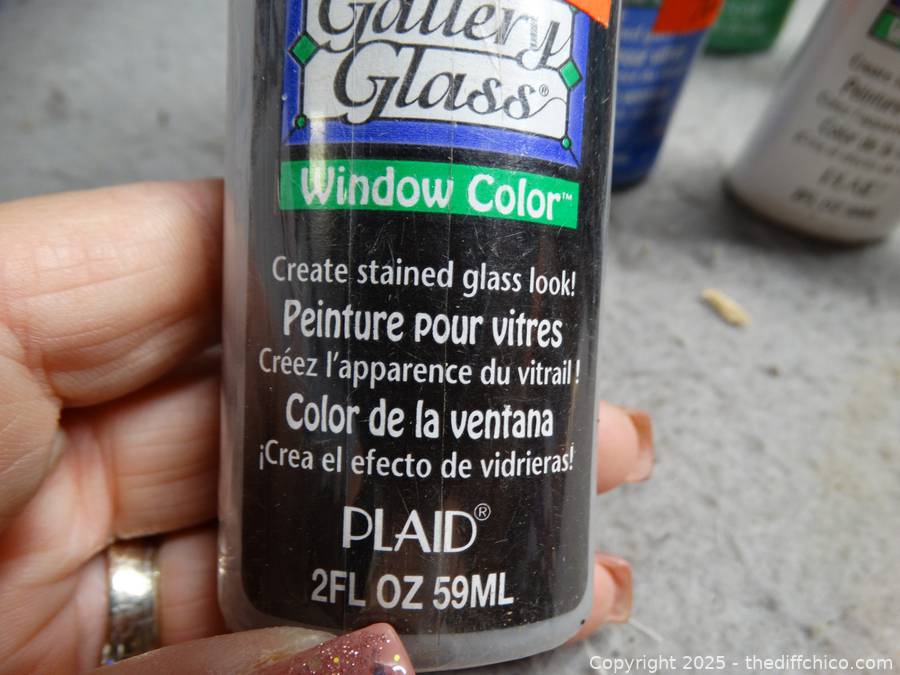 Gallery
Glass®
Window Color™
Create stained glass look!
Peinture pour vitres
Créez l'apparence du vitrail !
Color de la ventana
¡Crea el efecto de vidrieras!
PLAID®
2FL OZ 59ML
PLAID
Copyright 2025 - thediffchico.com